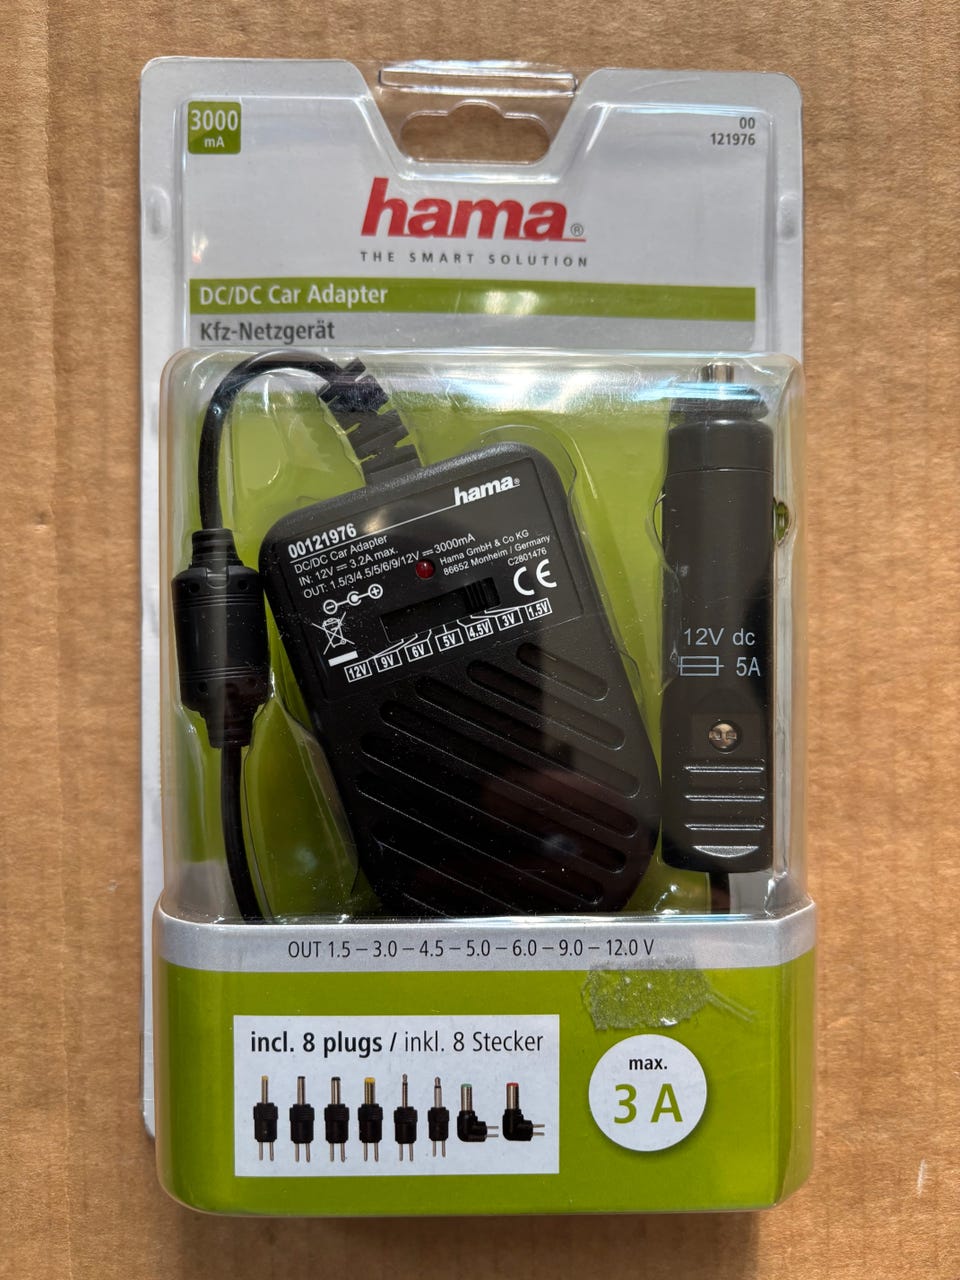 3000
mA
00
121976
hama®
THE SMART SOLUTION
DC/DC Car Adapter
Kfz-Netzgerät
hama®
00121976
DC/DC Car Adapter
IN: 12V ⎓ 3.2A max.
OUT: 1.5/3/4.5/5/6/9/12V ⎓ 3000mA
Hama GmbH & Co KG
86652 Monheim / Germany
C2801476
CE
12V 9V 6V 5V 4.5V 3V 1.5V
12V dc
5A
OUT 1.5 – 3.0 – 4.5 – 5.0 – 6.0 – 9.0 – 12.0 V
incl. 8 plugs / inkl. 8 Stecker
max.
3 A